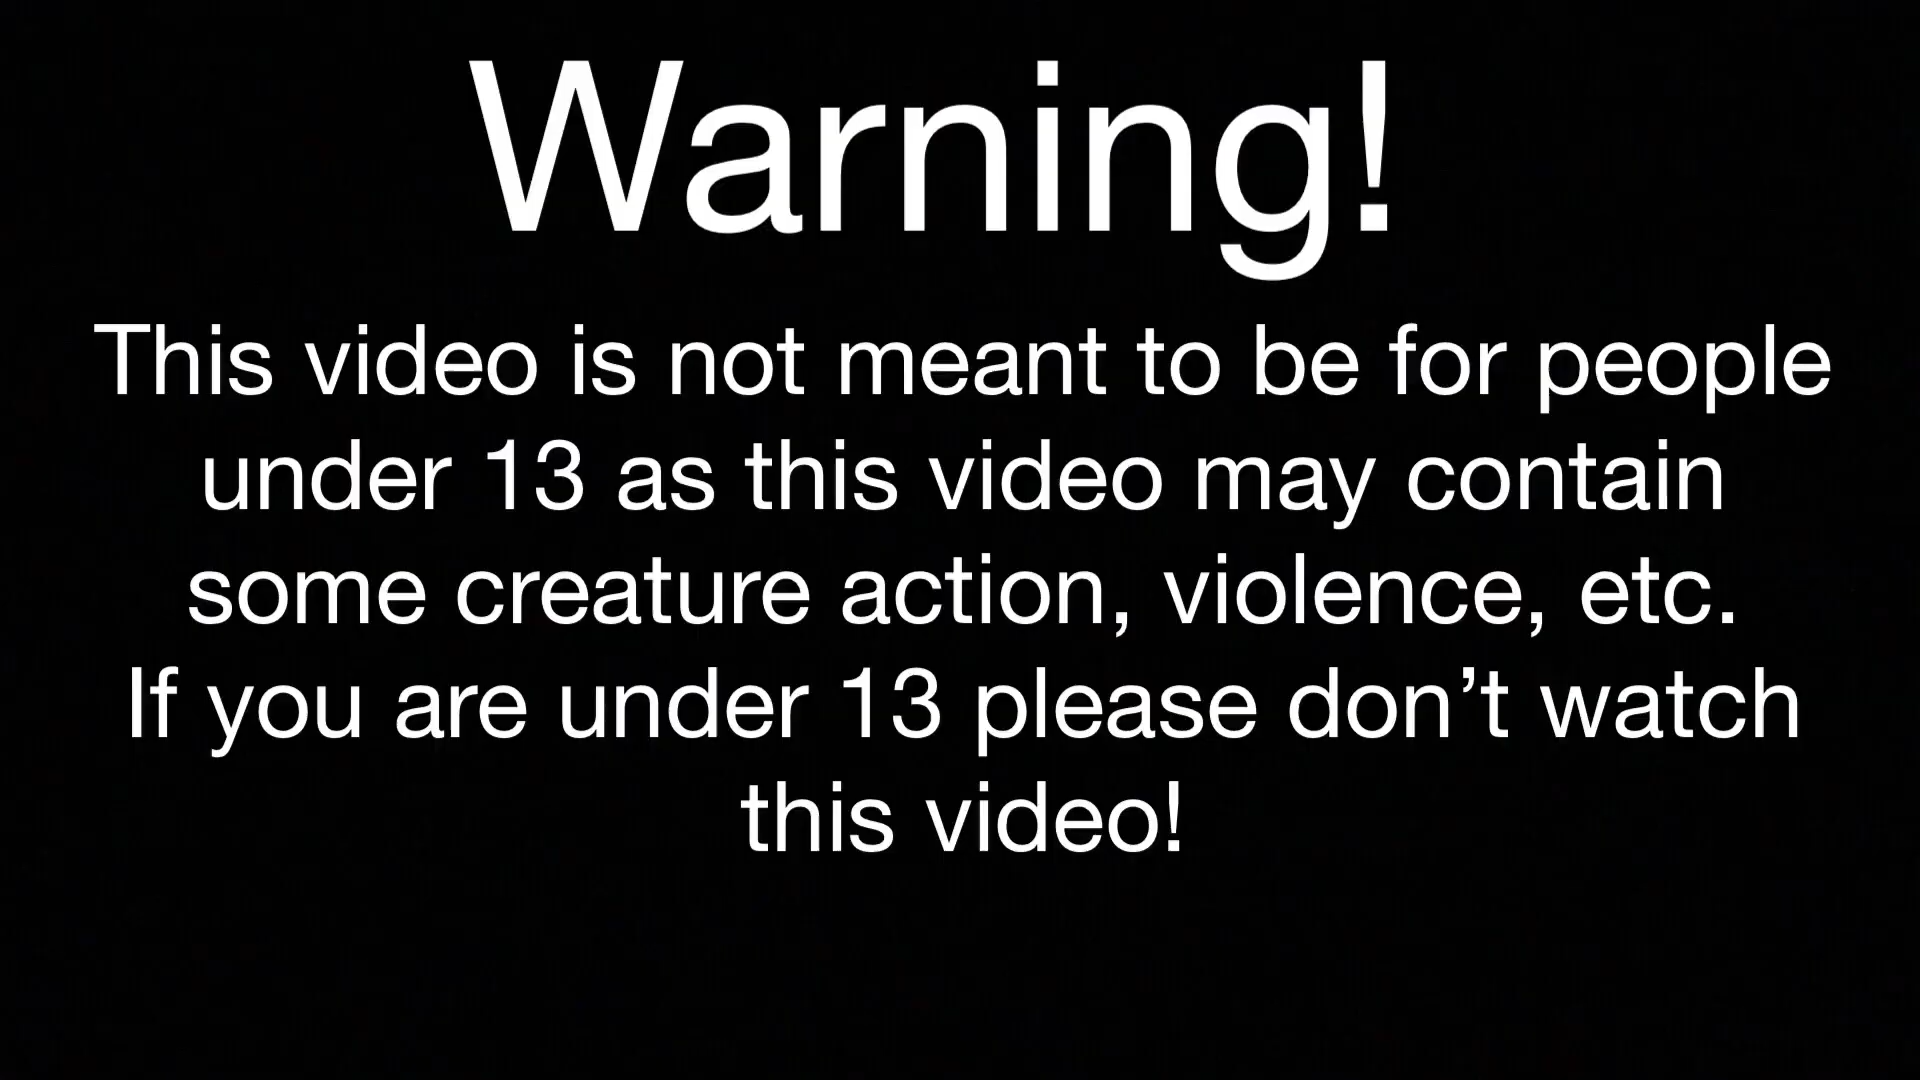 Warning!
This video is not meant to be for people
under 13 as this video may contain
some creature action, violence, etc.
If you are under 13 please don’t watch
this video!